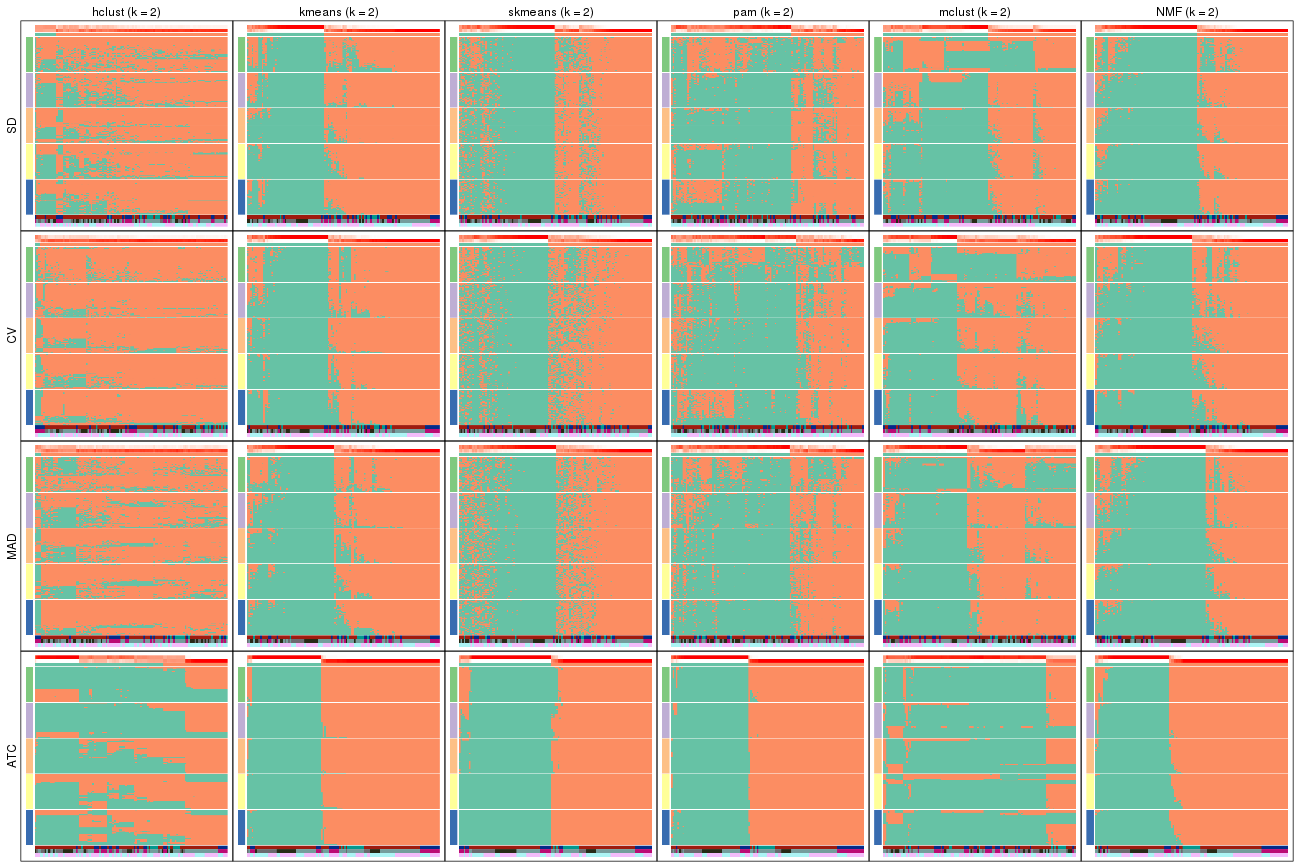 hclust (k = 2)
kmeans (k = 2)
skmeans (k = 2)
pam (k = 2)
mclust (k = 2)
NMF (k = 2)
SD
CV
MAD
ATC